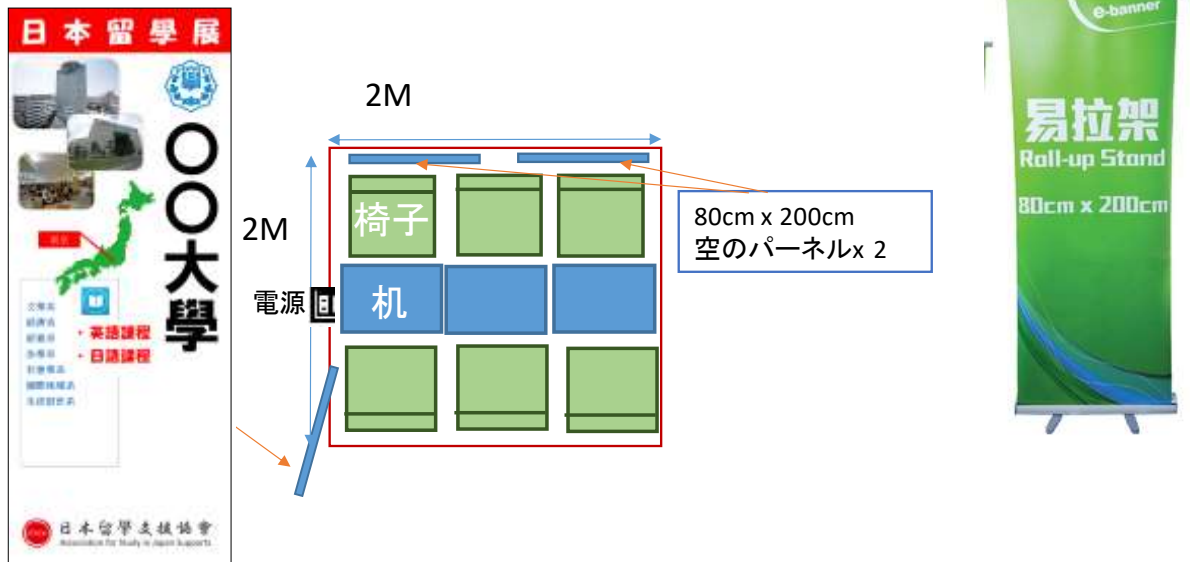 日本留學展
〇〇大學
・英語課程
・日語課程
日本留學支援協會
Association for Study in Japan Supports
2M
2M
椅子
机
電源
80cm x 200cm
空のパーネルx 2
e-banner
易拉架
Roll-up Stand
80cm x 200cm